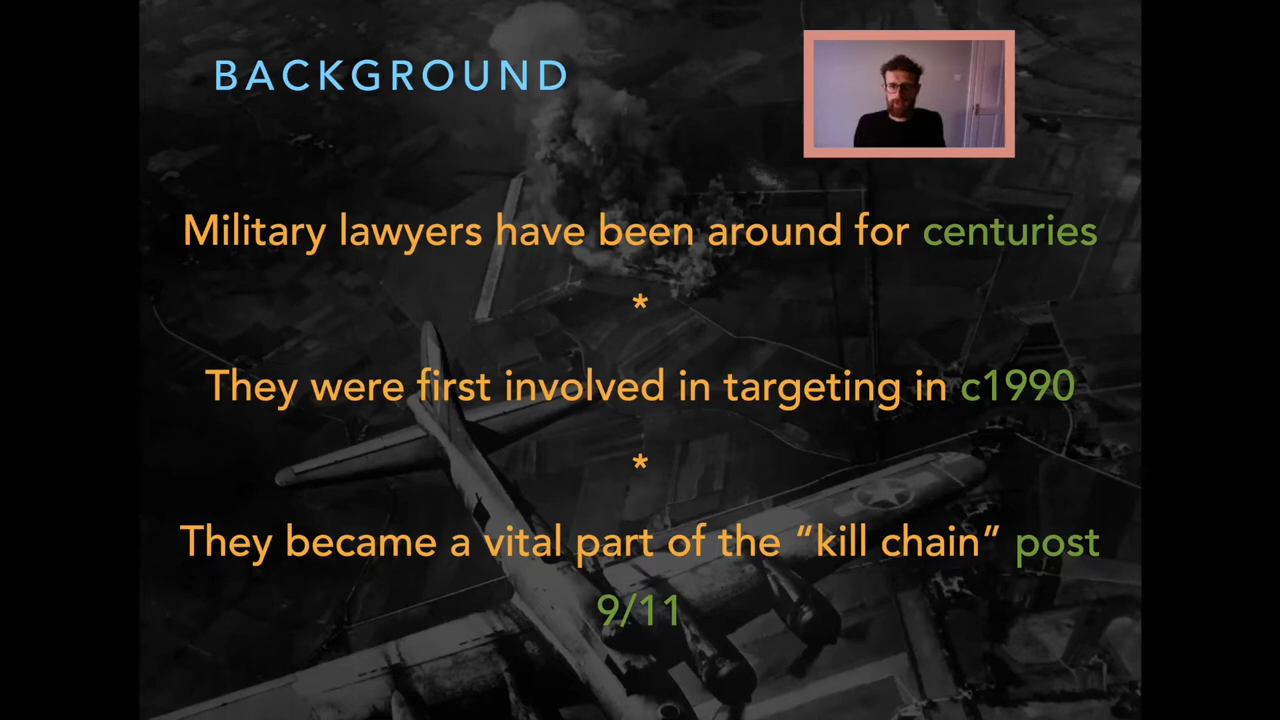 BACKGROUND
Military lawyers have been around for centuries
*
They were first involved in targeting in c1990
*
They became a vital part of the “kill chain” post
9/11